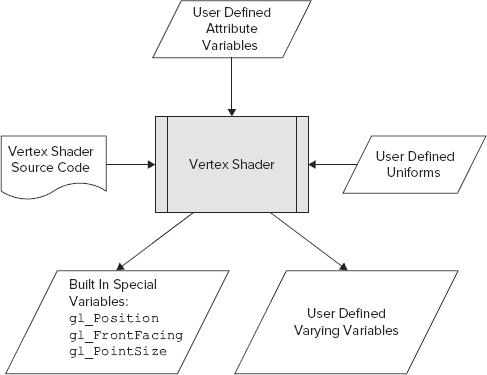 User Defined
Attribute
Variables
Vertex Shader
Source Code
Vertex Shader
User Defined
Uniforms
Built In Special
Variables:
gl_Position
gl_FrontFacing
gl_PointSize
User Defined
Varying Variables